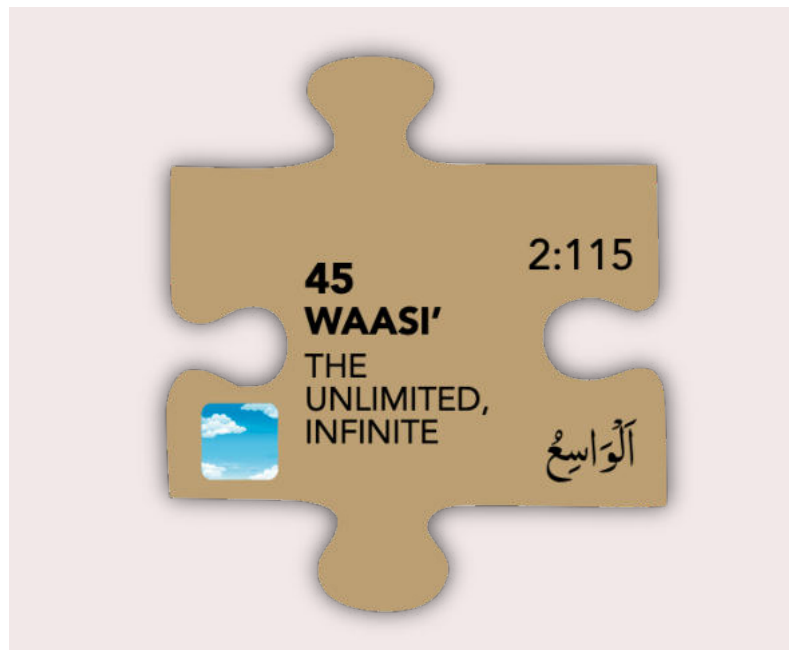 2:115
45
WAASI’
THE
UNLIMITED,
INFINITE
اَلْوَاسِعُ